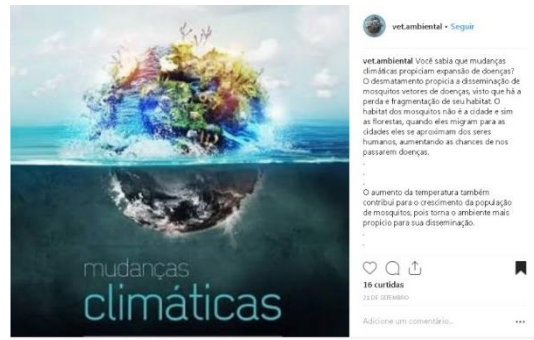 vet.ambiental • Seguir
vet.ambiental Você sabia que mudanças
climáticas propiciam expansão de doenças?
O desmatamento propicia a disseminação de
mosquitos vetores de doenças, visto que há a
perda e fragmentação de seu habitat. O
habitat dos mosquitos não é a cidade e sim
as florestas, quando eles migram para as
cidades eles se aproximam dos seres
humanos, aumentando as chances de nos
passarem doenças.
.
.
.
O aumento da temperatura também
contribui para o crescimento da população
de mosquitos, pois torna o ambiente mais
propicio para sua disseminação.
.
.
16 curtidas
21 DE SETEMBRO
Adicione um comentário...
mudanças
climáticas